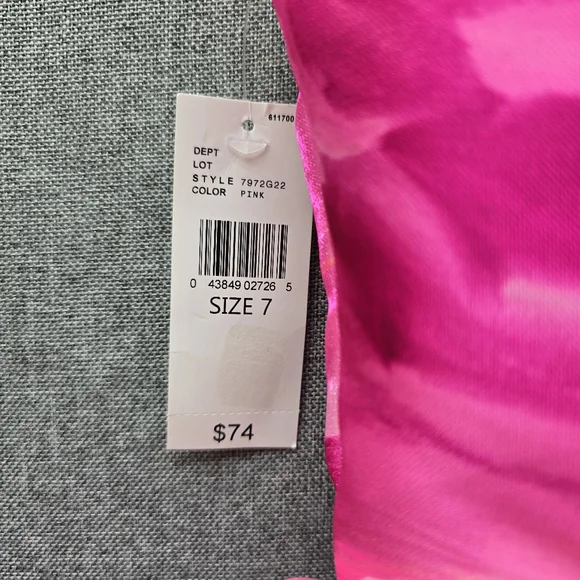 611700
DEPT
LOT
STYLE 7972G22
COLOR PINK
0 43849 02726 5
SIZE 7
$74